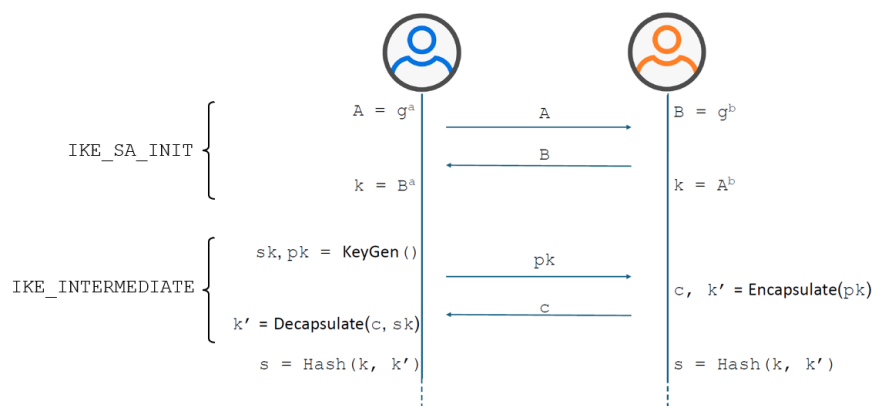 A = gᵃ
A
B = gᵇ
IKE_SA_INIT
B
k = Bᵃ
k = Aᵇ
sk, pk = KeyGen()
pk
IKE_INTERMEDIATE
c, k’ = Encapsulate(pk)
c
k’ = Decapsulate(c, sk)
s = Hash(k, k’)
s = Hash(k, k’)